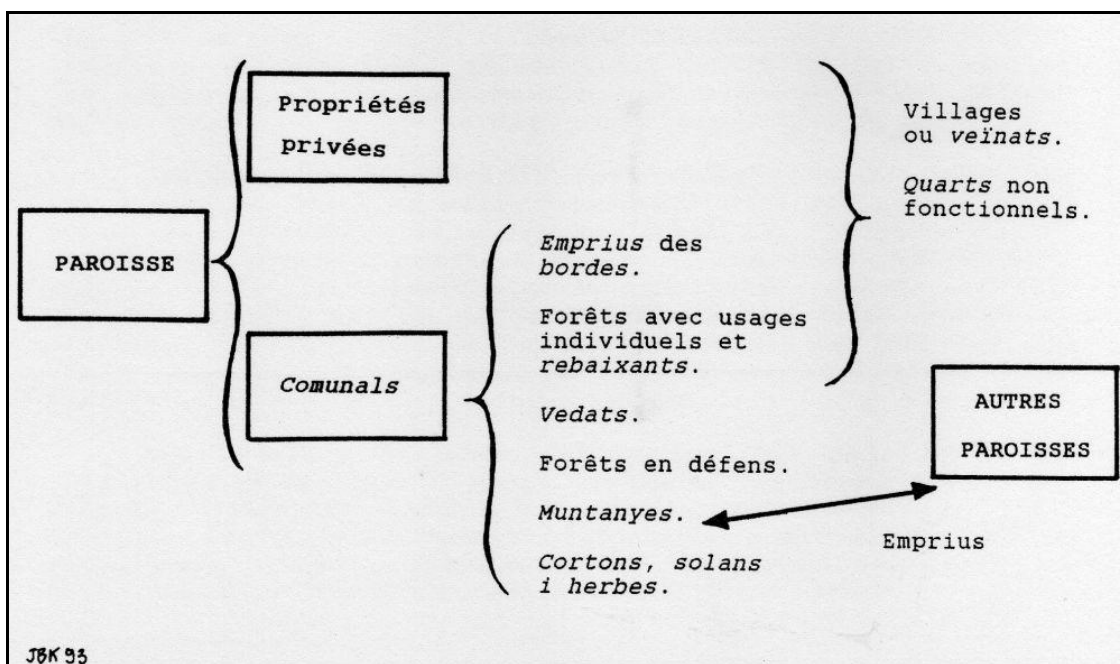 PAROISSE
Propriétés
privées
Comunals
Emprius des
bordes.
Forêts avec usages
individuels et
rebaixants.
Vedats.
Forêts en défens.
Muntanyes.
Cortons, solans
i herbes.
Villages
ou veïnats.
Quarts non
fonctionnels.
AUTRES
PAROISSES
Emprius
JBK 93